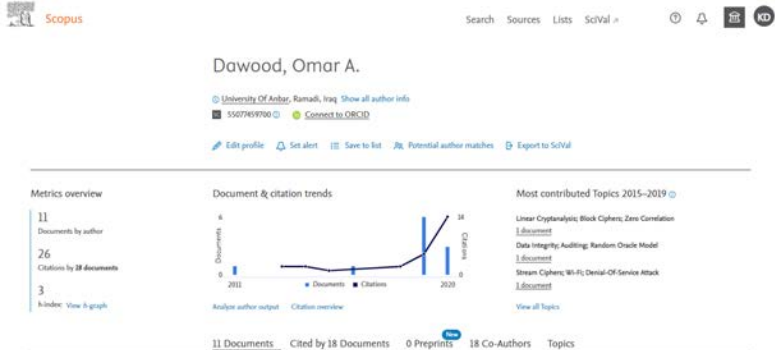 Scopus
Search Sources Lists SciVal ↗
KD
Dawood, Omar A.
University Of Anbar, Ramadi, Iraq Show all author info
55077459700 Connect to ORCID
Edit profile Set alert Save to list Potential author matches Export to SciVal
Metrics overview
11
Documents by author
26
Citations by 18 documents
3
h-index: View h-graph
Document & citation trends
6
Documents
0
14
Citations
0
2011 2020
Documents Citations
Analyze author output Citation overview
Most contributed Topics 2015–2019
Linear Cryptanalysis; Block Ciphers; Zero Correlation
1 document
Data Integrity; Auditing; Random Oracle Model
1 document
Stream Ciphers; Wi-Fi; Denial-Of-Service Attack
1 document
View all Topics
New
11 Documents Cited by 18 Documents 0 Preprints 18 Co-Authors Topics